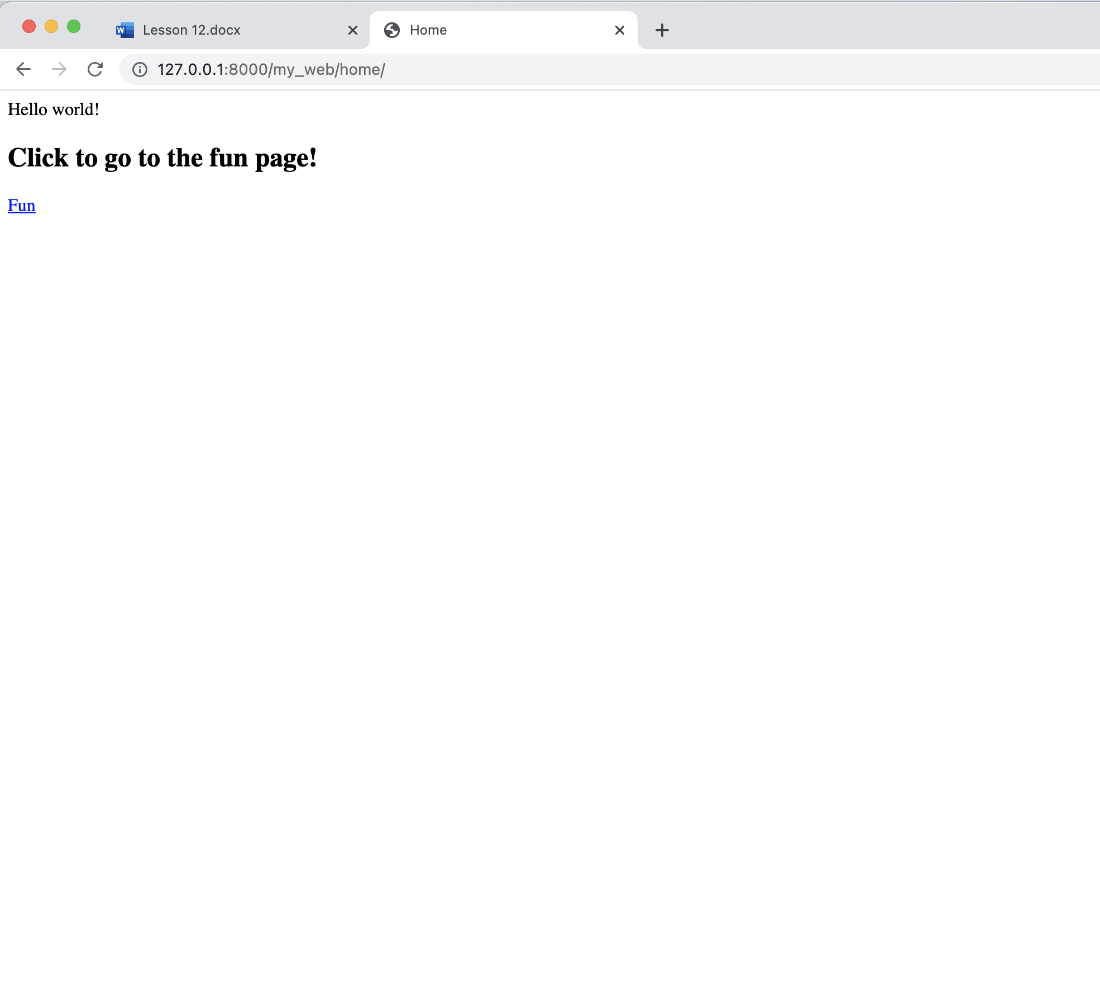 Lesson 12.docx
Home
127.0.0.1:8000/my_web/home/
Hello world!
Click to go to the fun page!
Fun